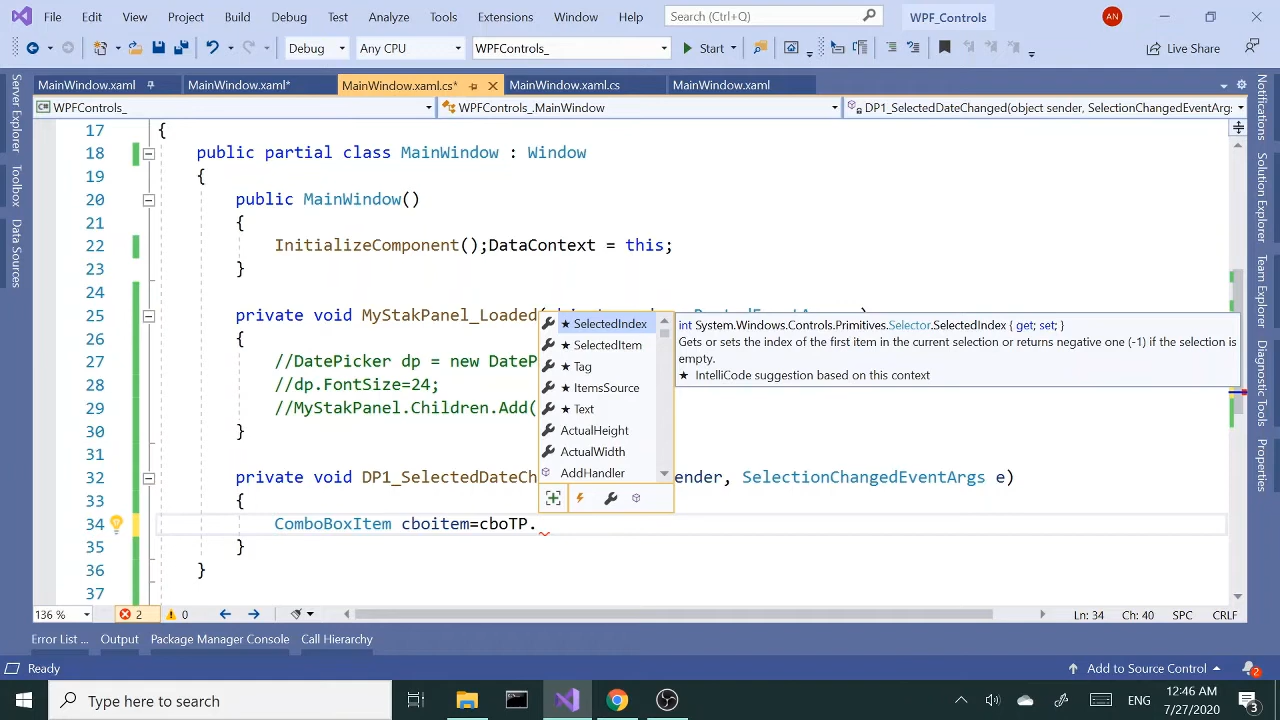 File Edit View Project Build Debug Test Analyze Tools Extensions Window Help Search (Ctrl+Q) WPF_Controls AN
Debug Any CPU WPFControls_ Start Live Share
MainWindow.xaml MainWindow.xaml* MainWindow.xaml.cs* MainWindow.xaml.cs MainWindow.xaml
WPFControls_ WPFControls_.MainWindow DP1_SelectedDateChanged(object sender, SelectionChangedEventArgs
Server Explorer
Toolbox
Data Sources
Notifications
Solution Explorer
Team Explorer
Diagnostic Tools
Properties
17 {
18 public partial class MainWindow : Window
19 {
20 public MainWindow()
21 {
22 InitializeComponent();DataContext = this;
23 }
24
25 private void MyStakPanel_Loaded
26 {
27 //DatePicker dp = new DateP
28 //dp.FontSize=24;
29 //MyStakPanel.Children.Add(
30 }
31
32 private void DP1_SelectedDateCh ender, SelectionChangedEventArgs e)
33 {
34 ComboBoxItem cboitem=cboTP.
35 }
36 }
37
★ SelectedIndex
★ SelectedItem
★ Tag
★ ItemsSource
★ Text
ActualHeight
ActualWidth
AddHandler
int System.Windows.Controls.Primitives.Selector.SelectedIndex { get; set; }
Gets or sets the index of the first item in the current selection or returns negative one (-1) if the selection is
empty.
★ IntelliCode suggestion based on this context
136 % 2 0 Ln: 34 Ch: 40 SPC CRLF
Error List ... Output Package Manager Console Call Hierarchy
Ready Add to Source Control 2
Type here to search ENG 12:46 AM
7/27/2020 3